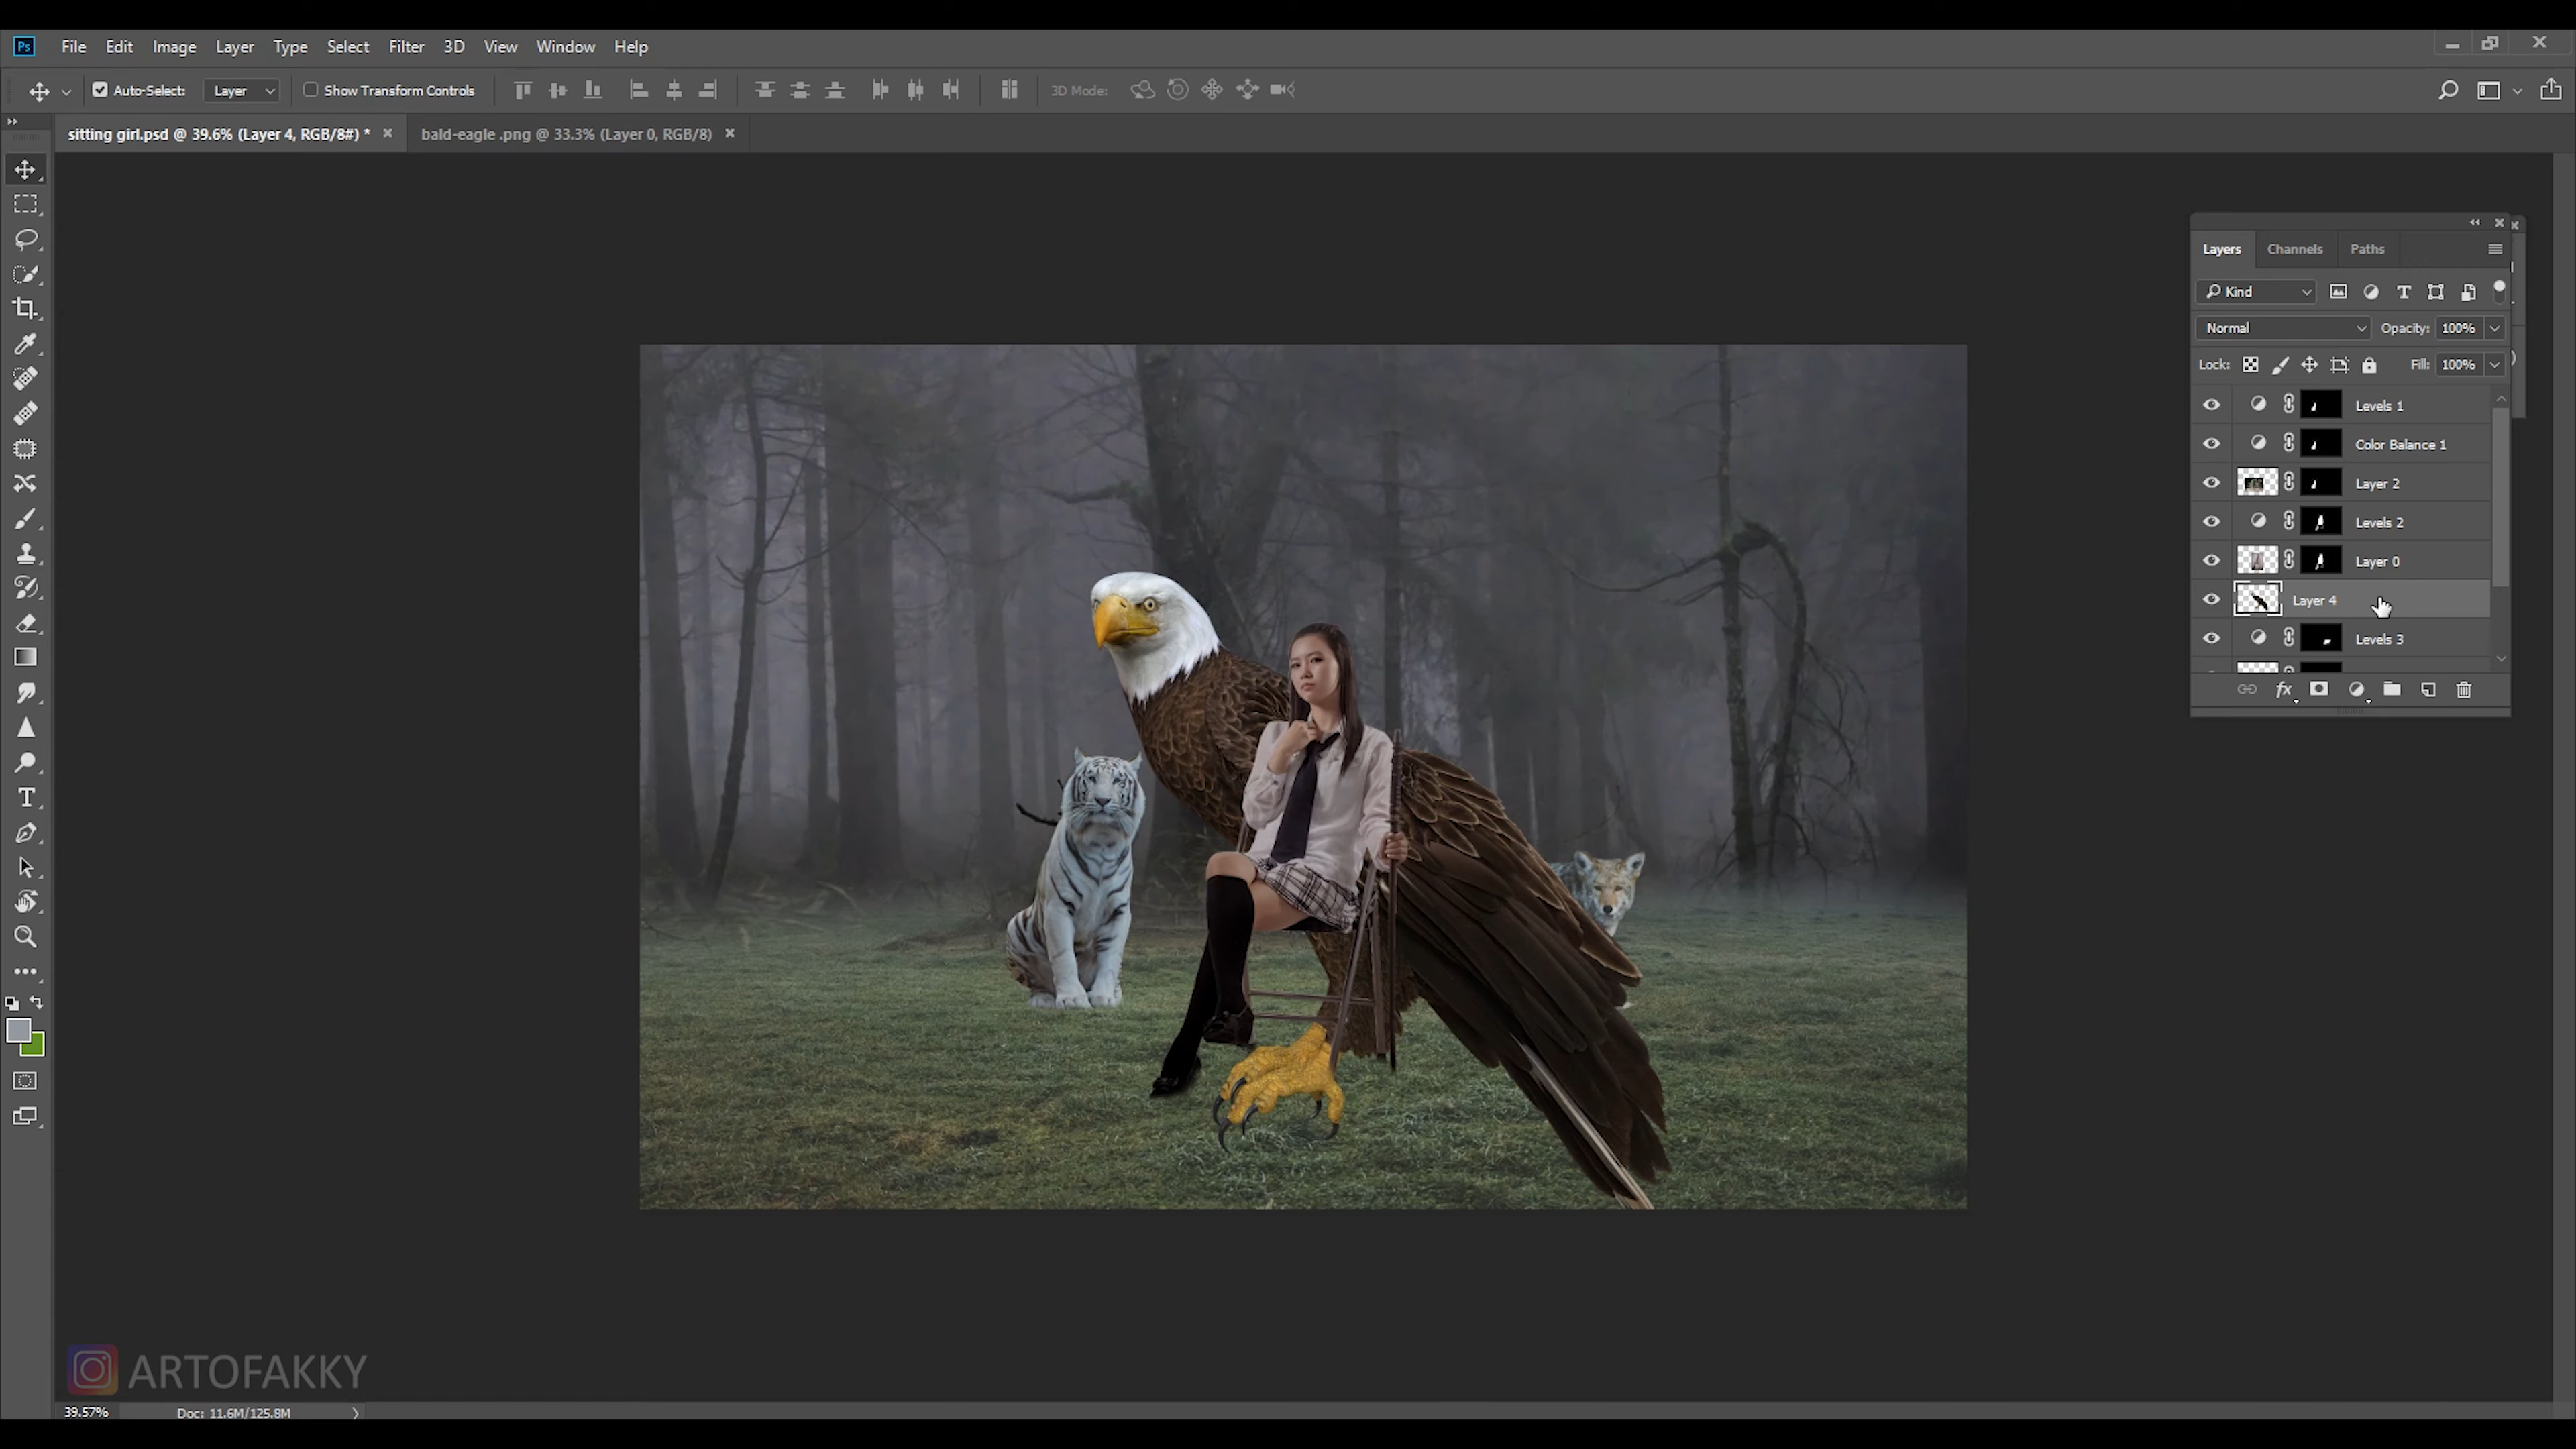 Ps File Edit Image Layer Type Select Filter 3D View Window Help
Auto-Select: Layer Show Transform Controls 3D Mode:
sitting girl.psd @ 39.6% (Layer 4, RGB/8#) * bald-eagle .png @ 33.3% (Layer 0, RGB/8)
Layers Channels Paths
Kind
Normal Opacity: 100%
Lock: Fill: 100%
Levels 1
Color Balance 1
Layer 2
Levels 2
Layer 0
Layer 4
Levels 3
fx
ARTOFAKKY
39.57% Doc: 11.6M/125.8M